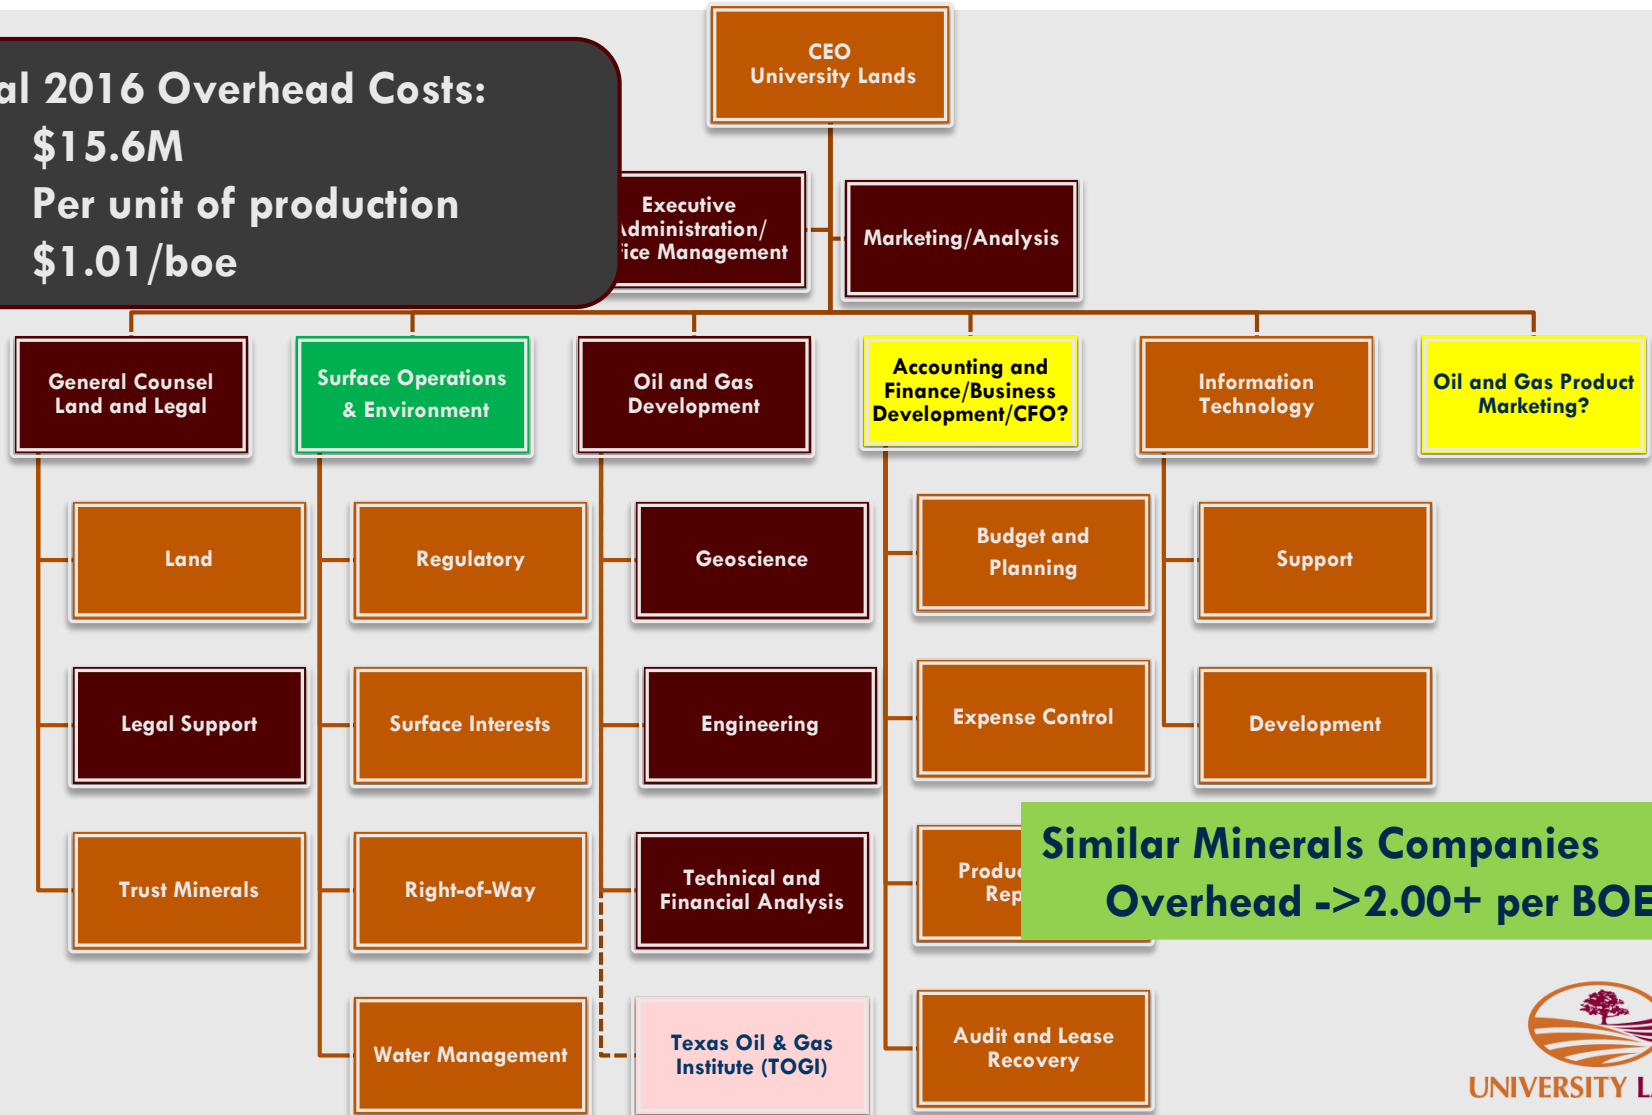 CEO
University Lands
al 2016 Overhead Costs:
$15.6M
Per unit of production
$1.01/boe
Executive
Administration/
fice Management
Marketing/Analysis
General Counsel
Land and Legal
Surface Operations
& Environment
Oil and Gas
Development
Accounting and
Finance/Business
Development/CFO?
Information
Technology
Oil and Gas Product
Marketing?
Land
Regulatory
Geoscience
Budget and
Planning
Support
Legal Support
Surface Interests
Engineering
Expense Control
Development
Trust Minerals
Right-of-Way
Technical and
Financial Analysis
Produ
Rep
Similar Minerals Companies
Overhead ->2.00+ per BOE
Water Management
Texas Oil & Gas
Institute (TOGI)
Audit and Lease
Recovery
UNIVERSITY L